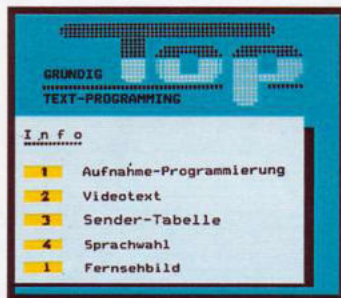 Top
GRUNDIG
TEXT-PROGRAMMING
Info
1 Aufnahme-Programmierung
2 Videotext
3 Sender-Tabelle
4 Sprachwahl
i Fernsehbild